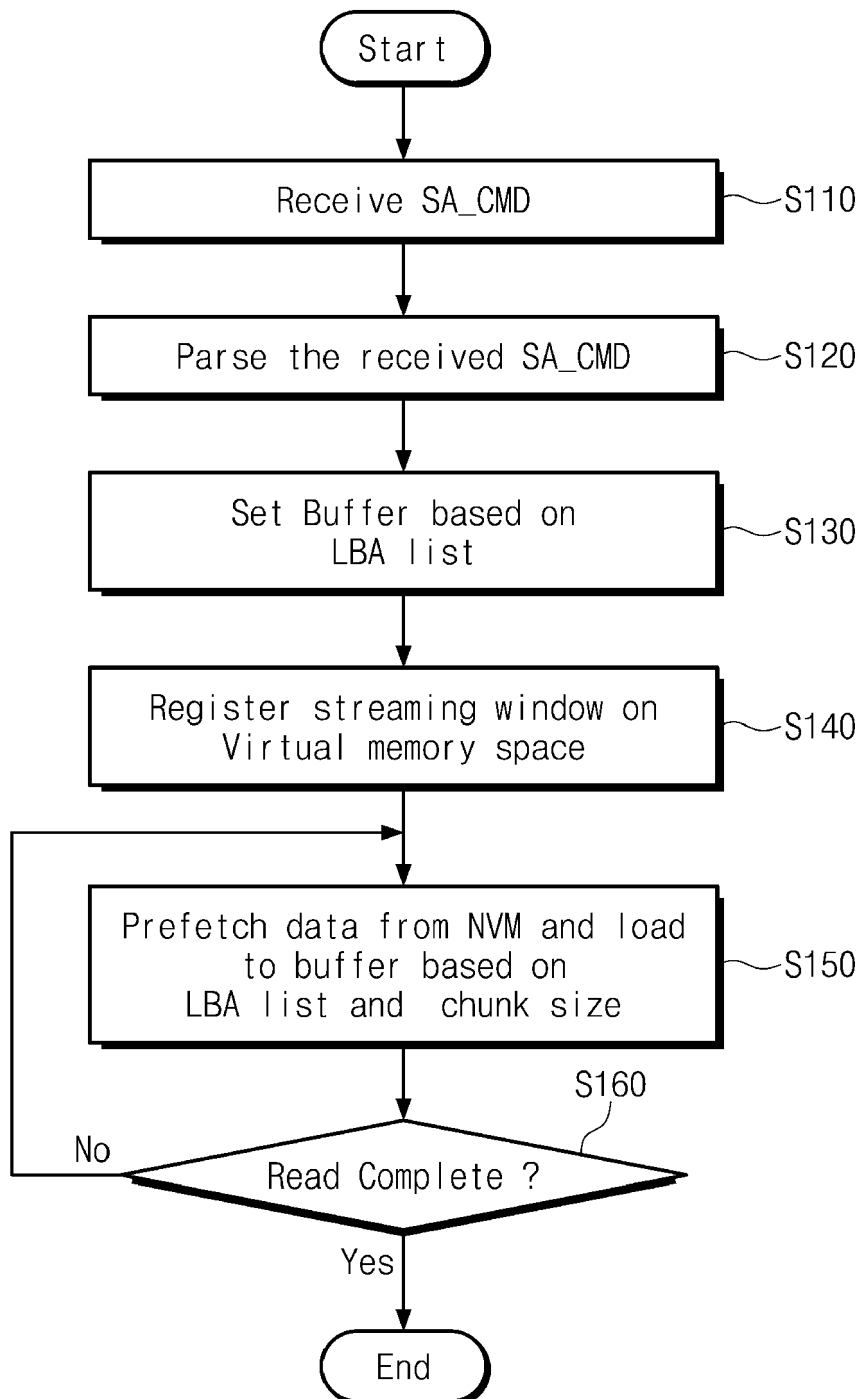 Start
Receive SA_CMD
S110
Parse the received SA_CMD
S120
Set Buffer based on
LBA list
S130
Register streaming window on
Virtual memory space
S140
Prefetch data from NVM and load
to buffer based on
LBA list and chunk size
S150
S160
No
Read Complete ?
Yes
End